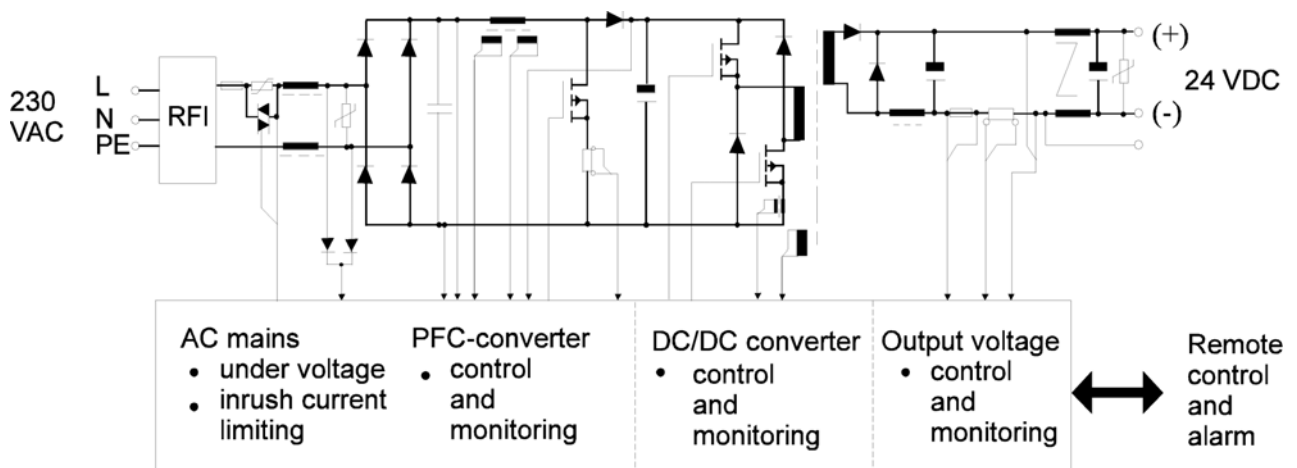 230
VAC
L
N
PE
RFI
(+)
24 VDC
(-)
AC mains
• under voltage
• inrush current
limiting
PFC-converter
• control
and
monitoring
DC/DC converter
• control
and
monitoring
Output voltage
• control
and
monitoring
Remote
control
and
alarm